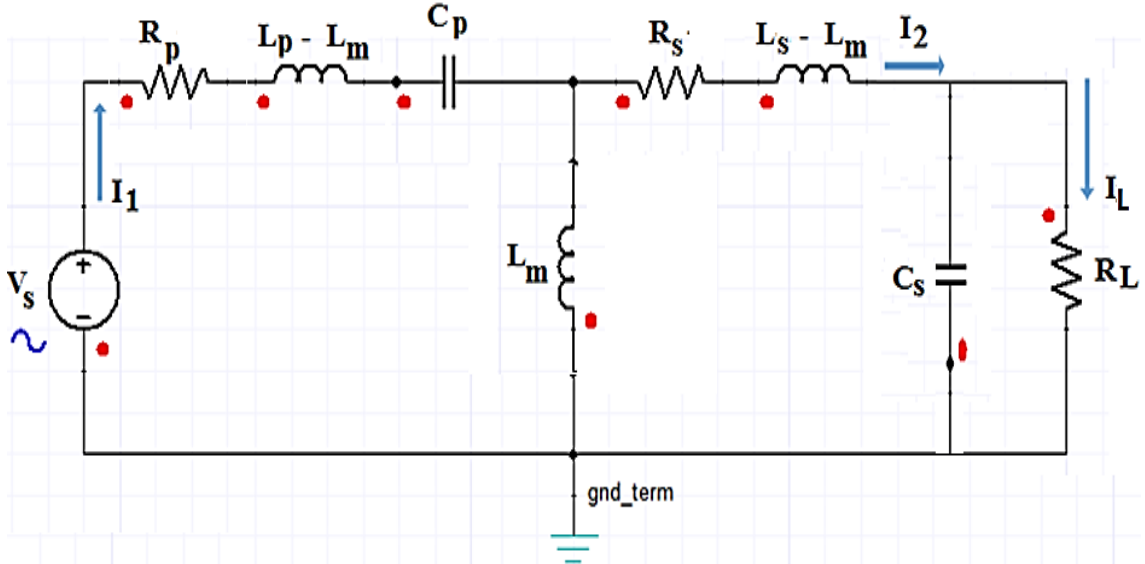 Rp
Lp - Lm
Cp
Rs
Ls - Lm
I2
I1
IL
Lm
Vs
+
−
Cs
RL
gnd_term